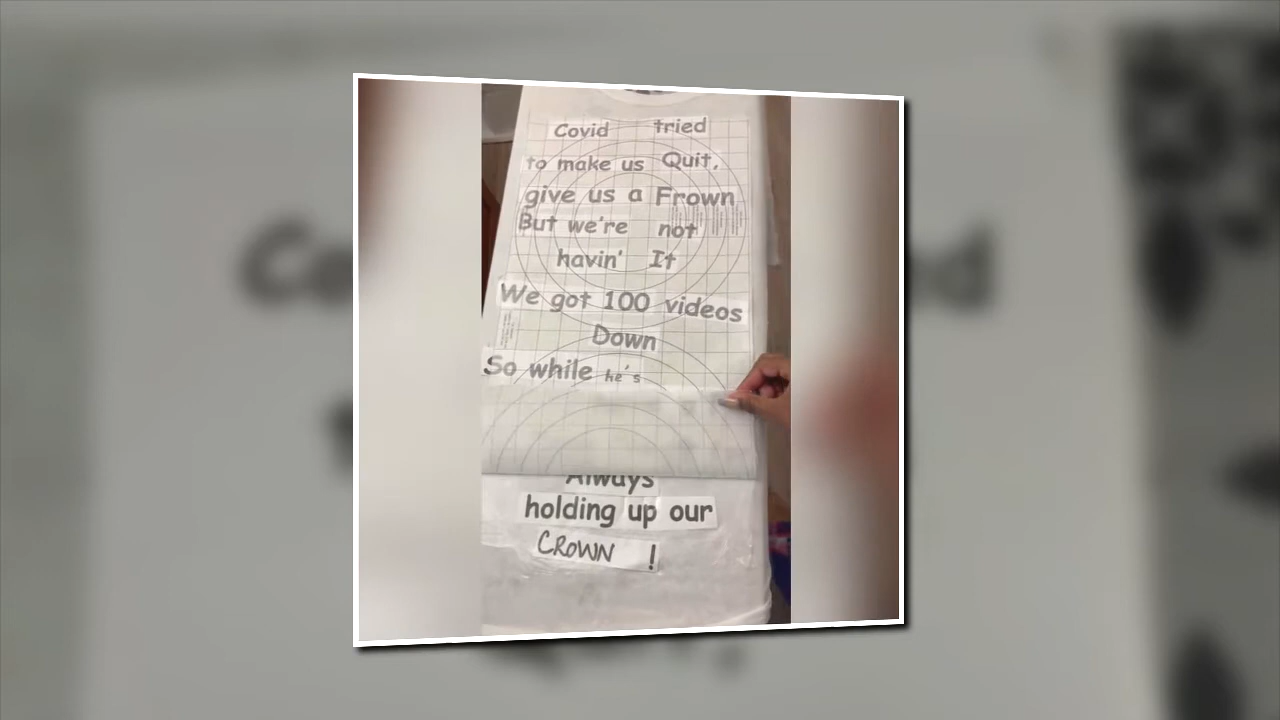 Covid tried
to make us Quit,
give us a Frown
But we're not
havin' It
We got 100 videos
Down
So while he's
Always
holding up our
CROWN !